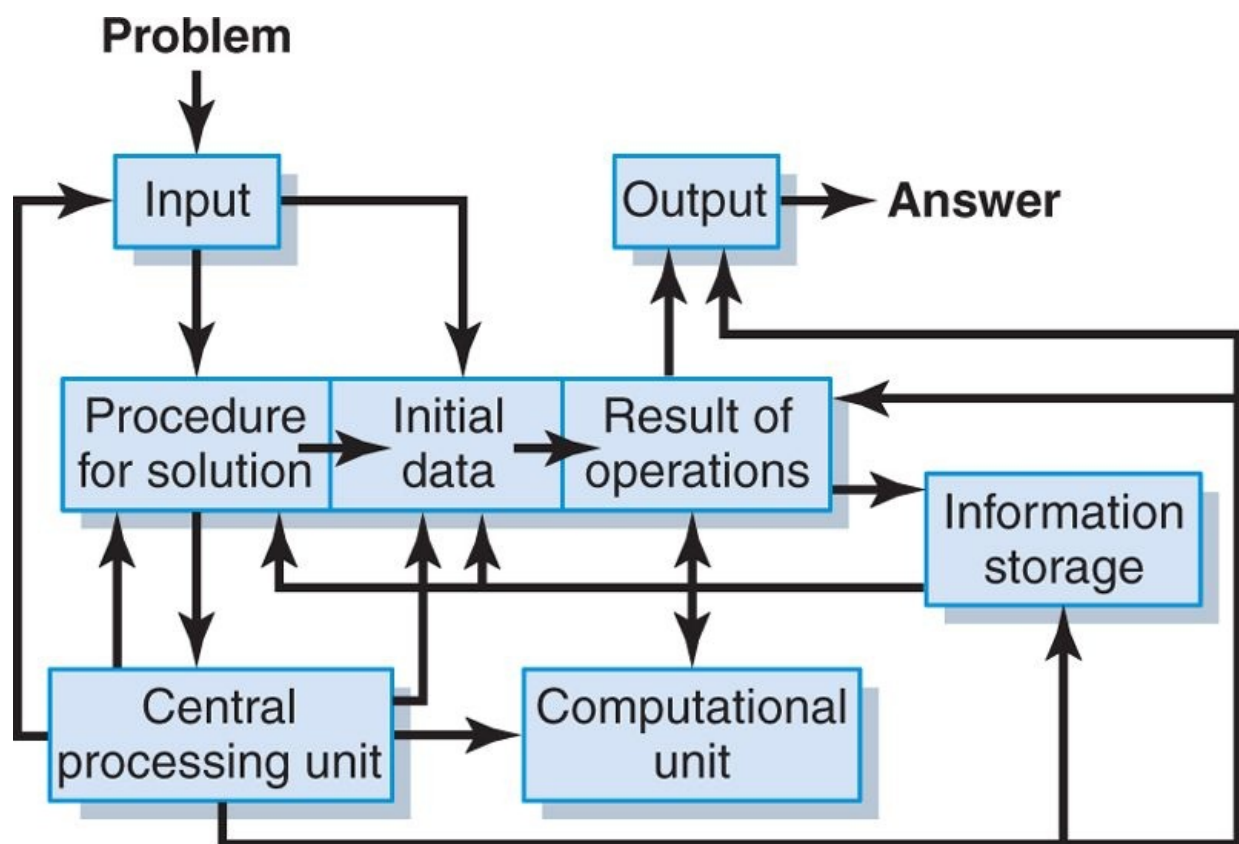 Problem
Input
Output
Answer
Procedure
for solution
Initial
data
Result of
operations
Information
storage
Central
processing unit
Computational
unit